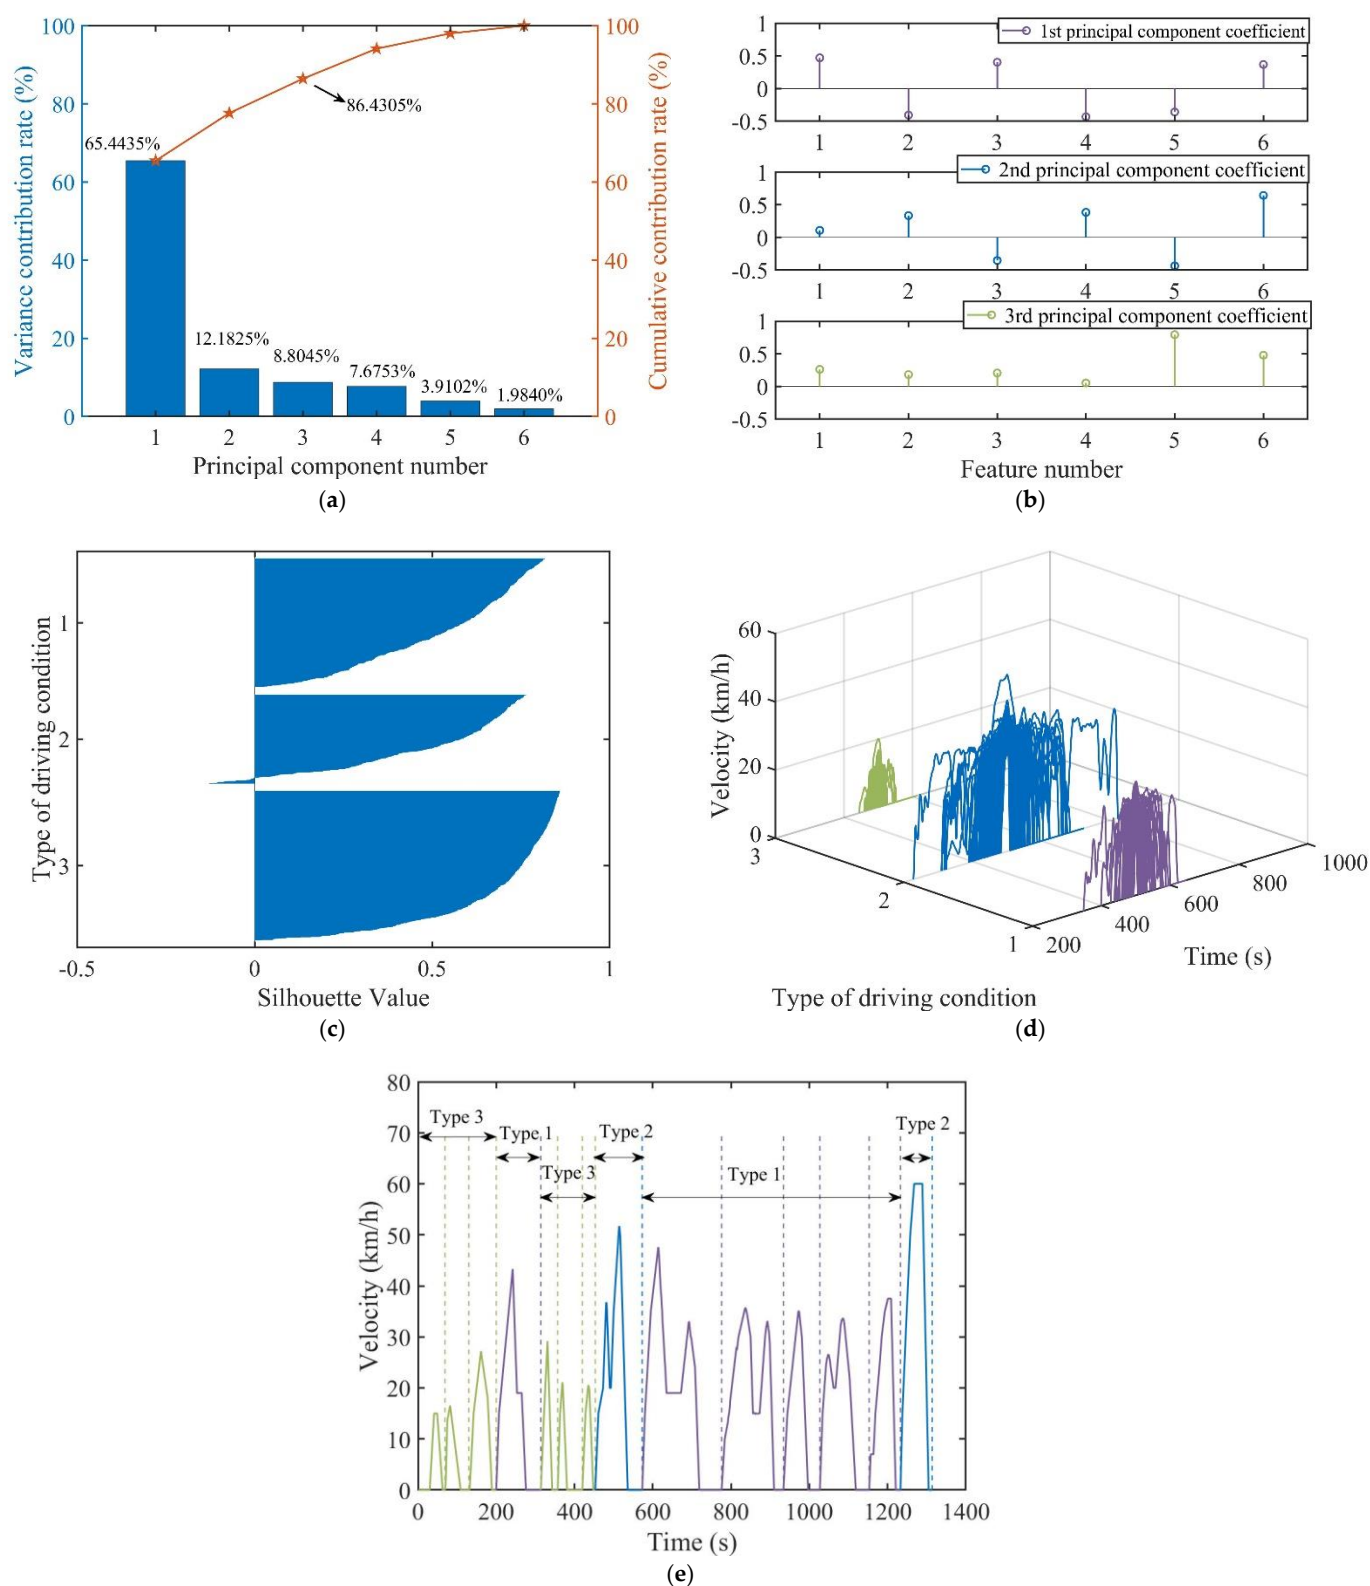 Variance contribution rate (%)
100
80
60
40
20
0
65.4435%
12.1825%
8.8045%
7.6753%
3.9102%
1.9840%
86.4305%
1 2 3 4 5 6
Principal component number
100
80
60
40
20
0
Cumulative contribution rate (%)
(a)
1st principal component coefficient
1
0.5
0
-0.5
1 2 3 4 5 6
2nd principal component coefficient
1
0.5
0
-0.5
1 2 3 4 5 6
3rd principal component coefficient
1
0.5
0
-0.5
1 2 3 4 5 6
Feature number
(b)
Type of driving condition
1
2
3
-0.5 0 0.5 1
Silhouette Value
(c)
Velocity (km/h)
60
40
20
0
3
2
1
200
400
600
800
1000
Time (s)
Type of driving condition
(d)
Velocity (km/h)
80
70
60
50
40
30
20
10
0
Type 3
Type 1
Type 3
Type 2
Type 1
Type 2
0 200 400 600 800 1000 1200 1400
Time (s)
(e)